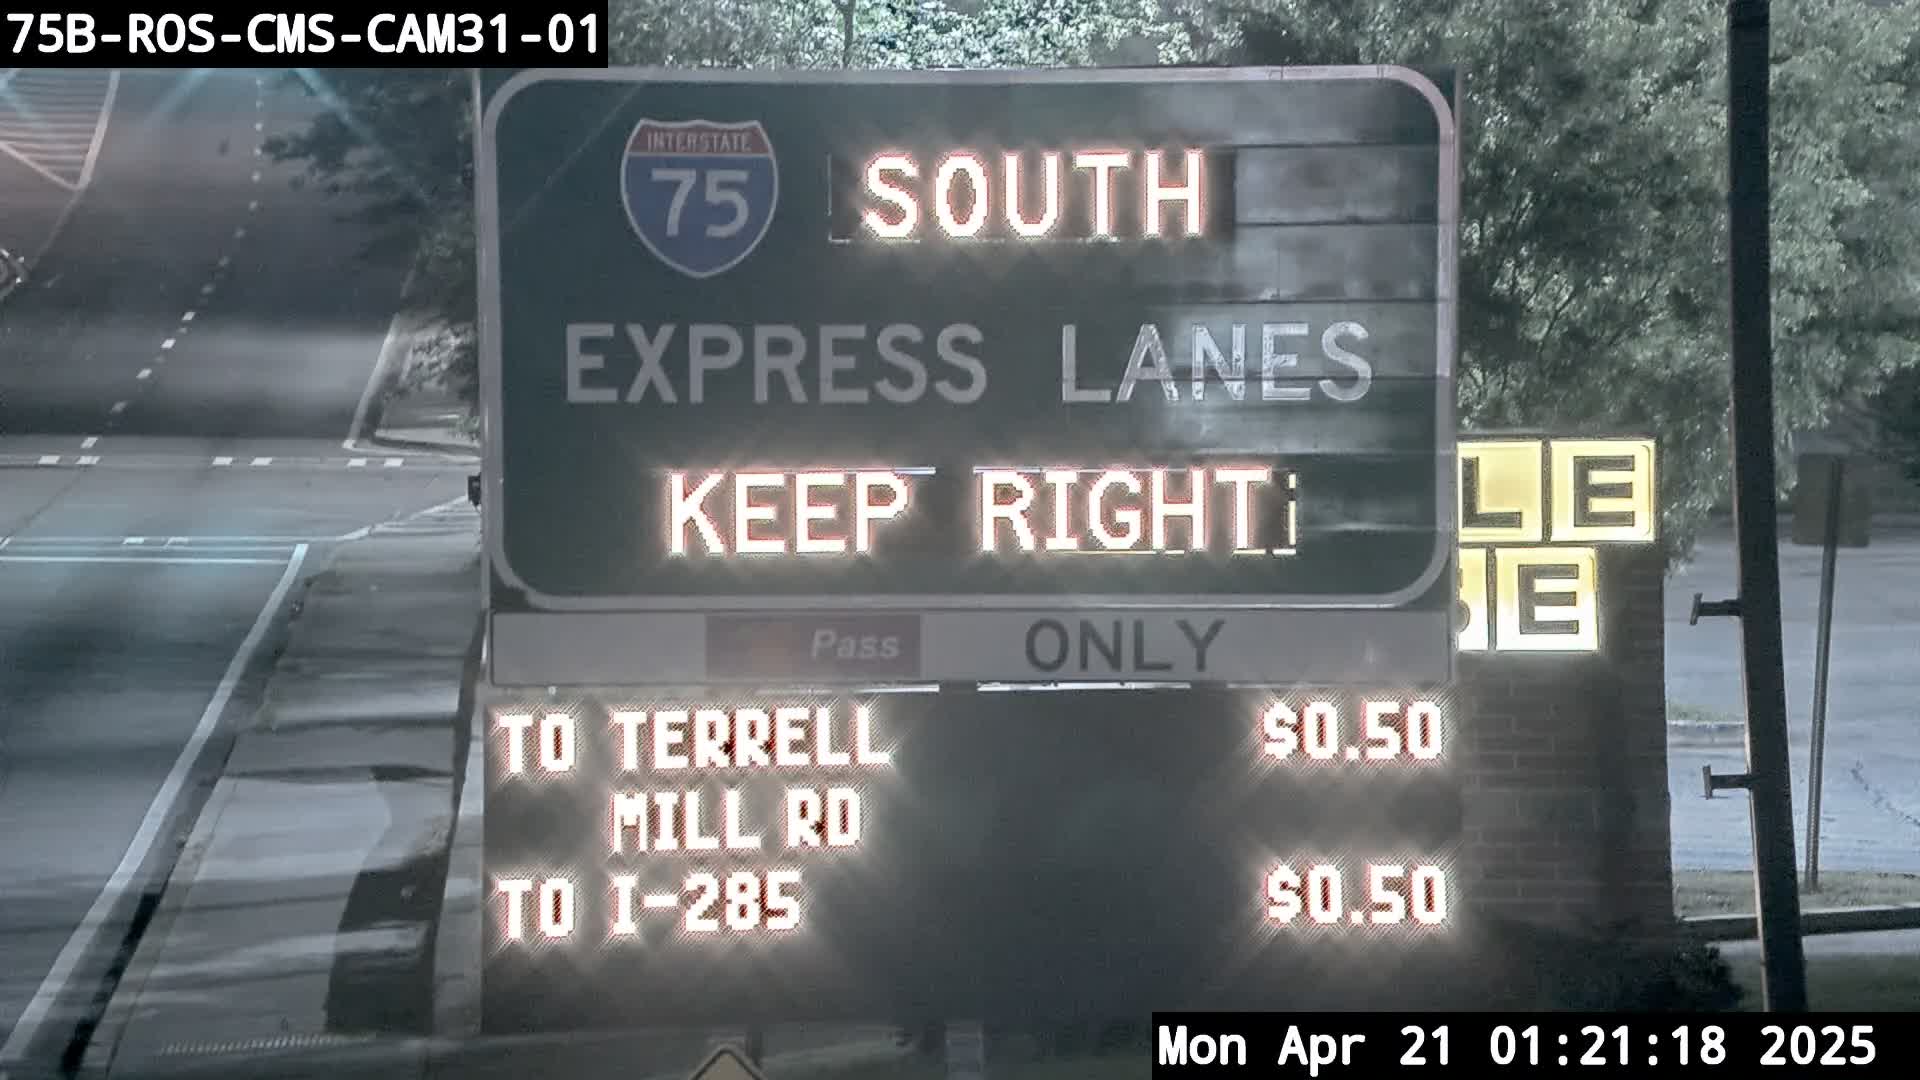 75B-ROS-CMS-CAM31-01
INTERSTATE
75
SOUTH
EXPRESS LANES
KEEP RIGHT
Pass ONLY
LE
E
TO TERRELL $0.50
MILL RD
TO I-285 $0.50
Mon Apr 21 01:21:18 2025